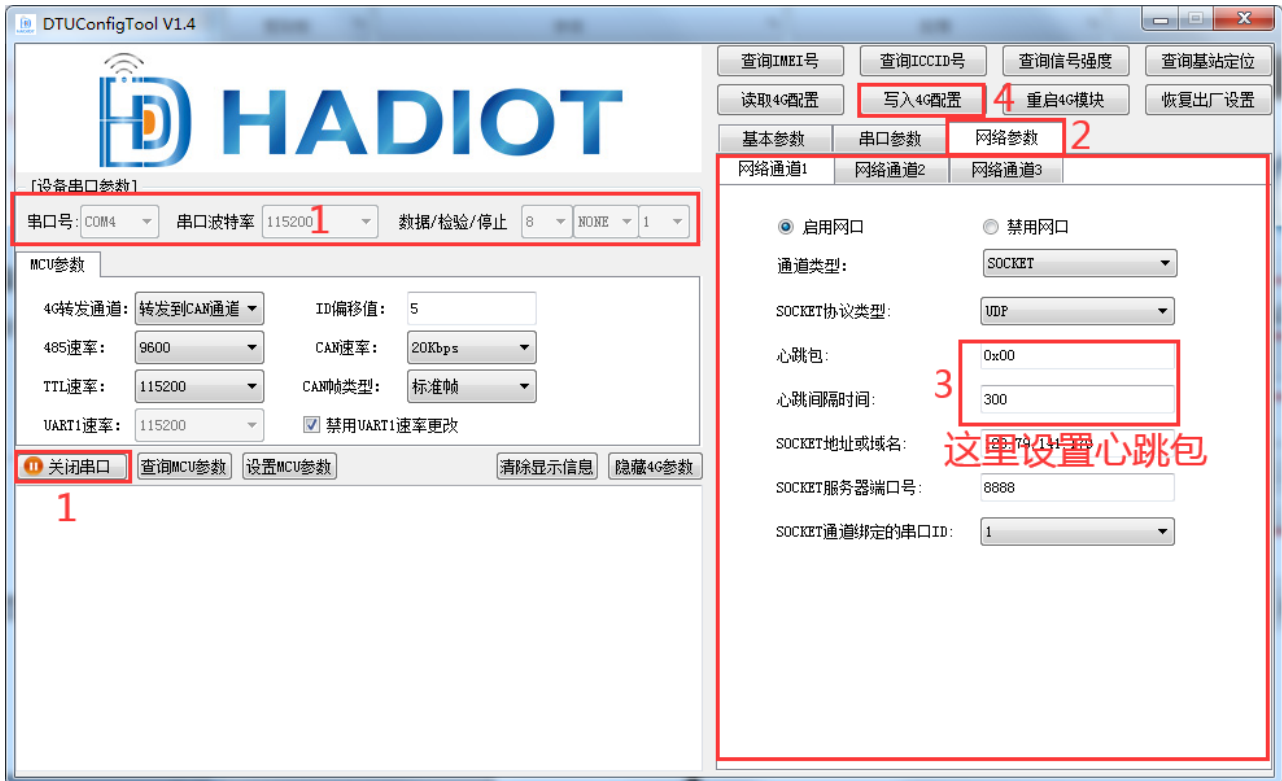 DTUConfigTool V1.4
HADIOT
查询IMEI号 查询ICCID号 查询信号强度 查询基站定位
读取4G配置 写入4G配置 4 重启4G模块 恢复出厂设置
基本参数 串口参数 网络参数 2
网络通道1 网络通道2 网络通道3
[设备串口参数]
串口号: COM4 串口波特率 115200 1 数据/检验/停止 8 NONE 1
MCU参数
4G转发通道: 转发到CAN通道 ID偏移值: 5
485速率: 9600 CAN速率: 20Kbps
TTL速率: 115200 CAN帧类型: 标准帧
UART1速率: 115200 禁用UART1速率更改
关闭串口 查询MCU参数 设置MCU参数 清除显示信息 隐藏4G参数
1
启用网口 禁用网口
通道类型: SOCKET
SOCKET协议类型: UDP
心跳包: 0x00
3
心跳间隔时间: 300
SOCKET地址或域名:
这里设置心跳包
SOCKET服务器端口号: 8888
SOCKET通道绑定的串口ID: 1